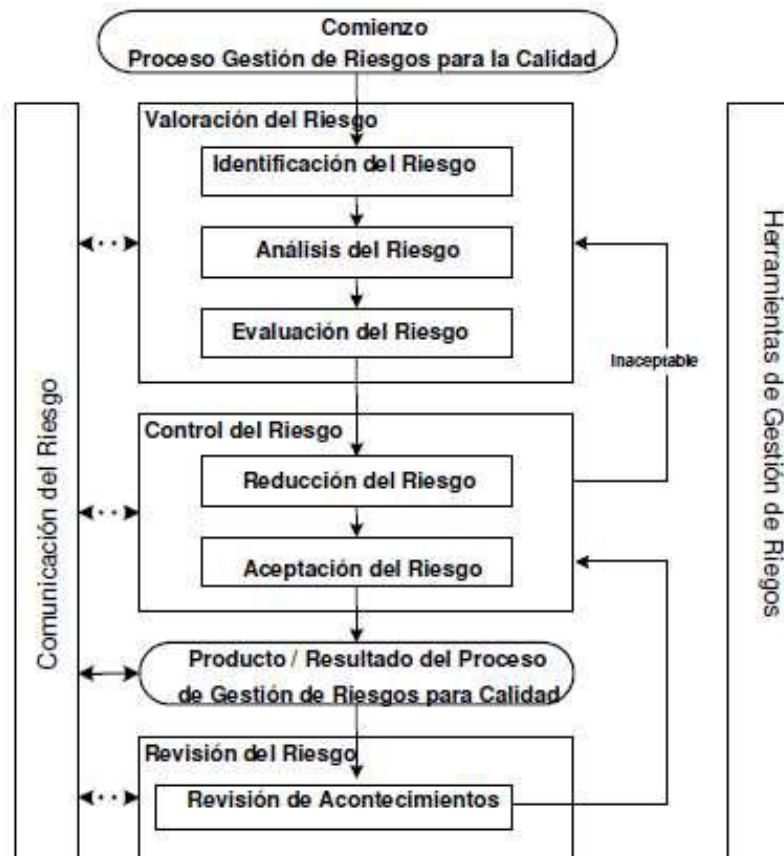 Comienzo
Proceso Gestión de Riesgos para la Calidad
Valoración del Riesgo
Identificación del Riesgo
Análisis del Riesgo
Evaluación del Riesgo
Inaceptable
Control del Riesgo
Reducción del Riesgo
Aceptación del Riesgo
Producto / Resultado del Proceso
de Gestión de Riesgos para Calidad
Revisión del Riesgo
Revisión de Acontecimientos
Comunicación del Riesgo
Herramientas de Gestión de Riegos